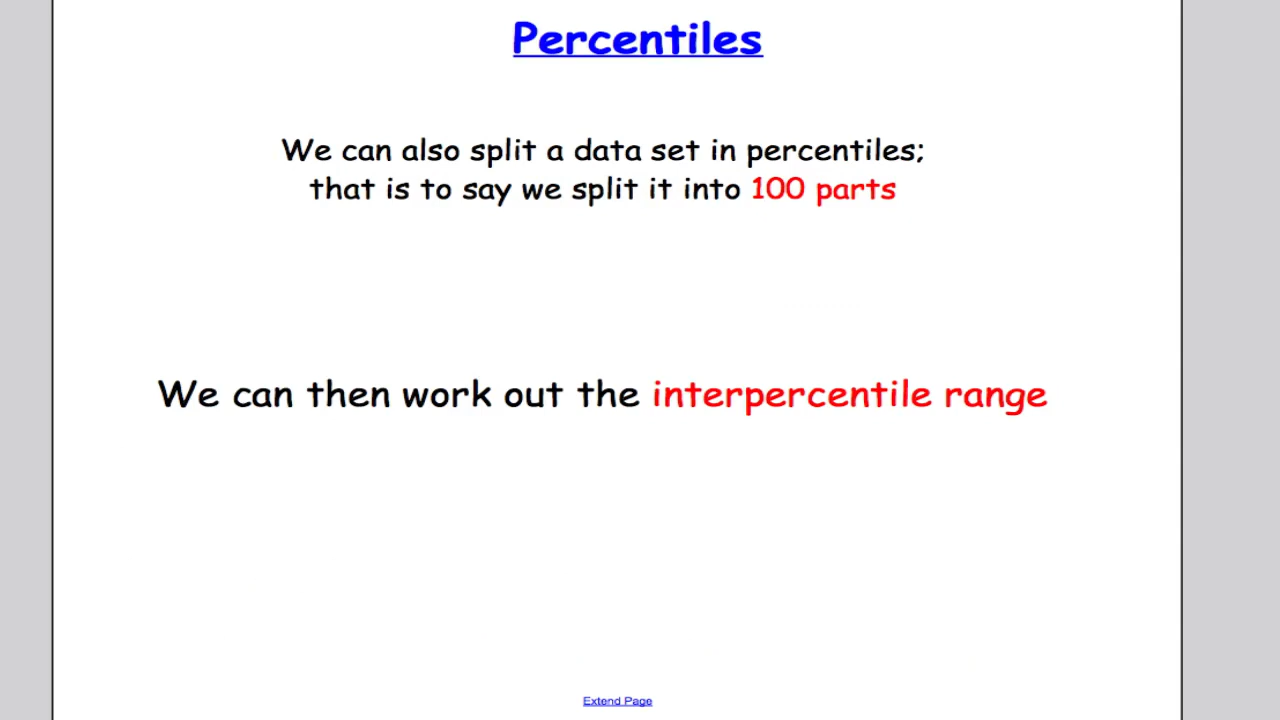 Percentiles
We can also split a data set in percentiles;
that is to say we split it into 100 parts
We can then work out the interpercentile range
Extend Page